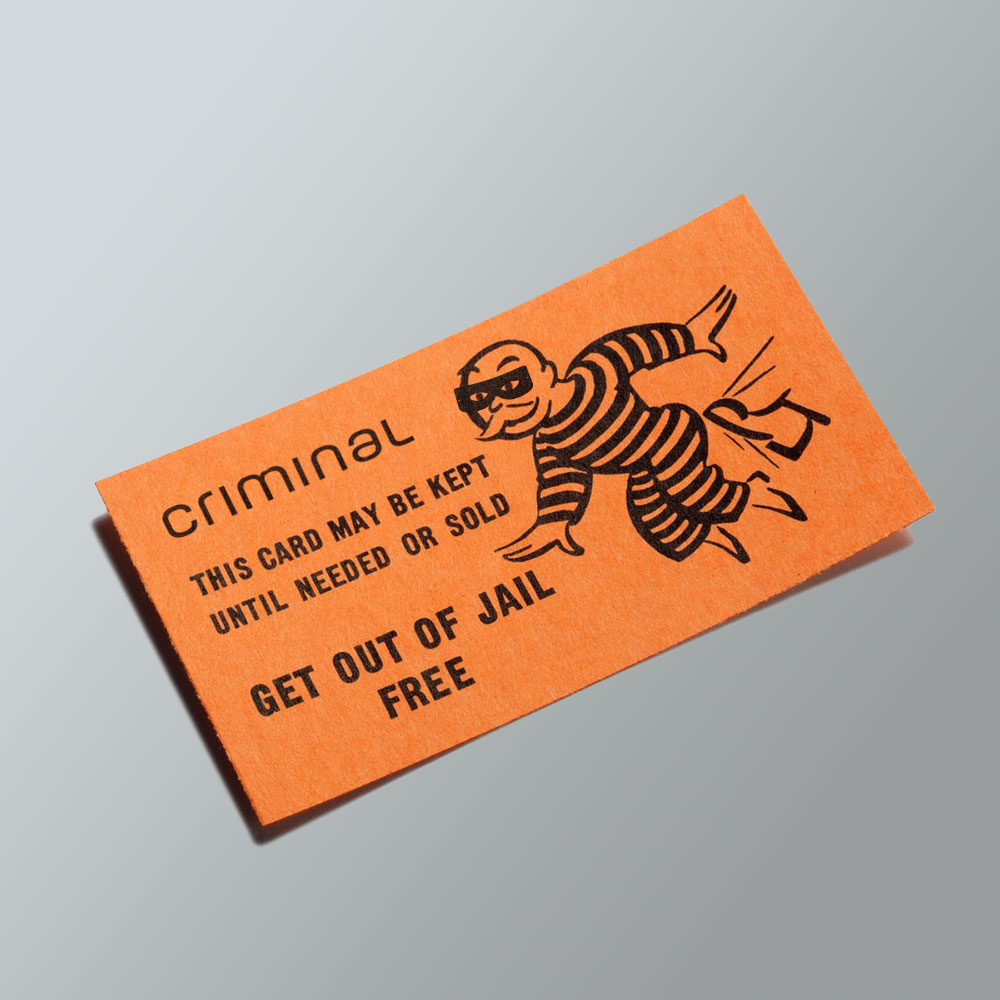 criminal
THIS CARD MAY BE KEPT
UNTIL NEEDED OR SOLD
GET OUT OF JAIL
FREE